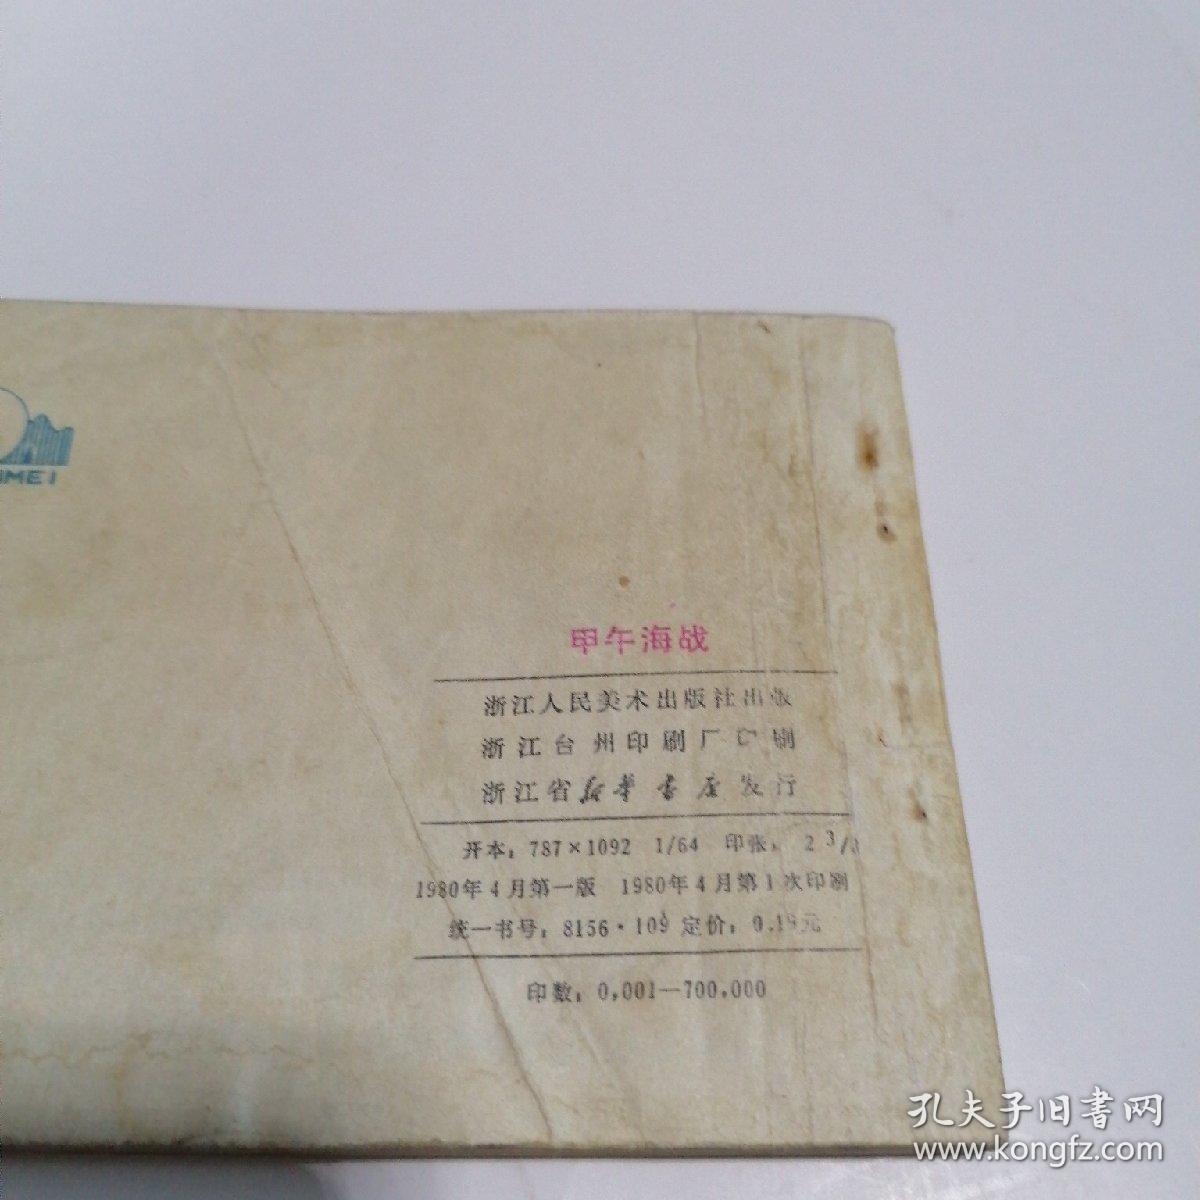 MEI
甲午海战
浙江人民美术出版社出版
浙江台州印刷厂印刷
浙江省新华书店发行
开本：787×1092 1/64 印张：2 3/
1980年4月第一版 1980年4月第1次印刷
统一书号：8156·109 定价：0.18元
印数：0,001—700,000
孔夫子旧书网
www.kongfz.com